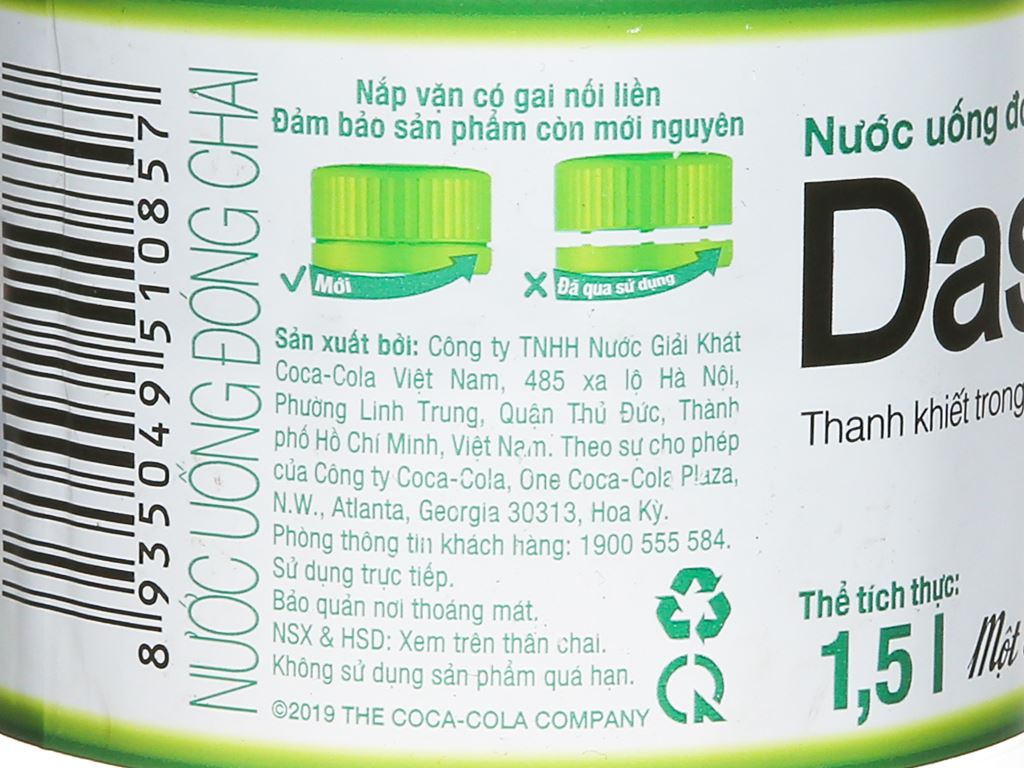 8935049510857
NƯỚC UỐNG ĐÓNG CHAI
Nắp vặn có gai nối liền
Đảm bảo sản phẩm còn mới nguyên
Mới
Đã qua sử dụng
Sản xuất bởi: Công ty TNHH Nước Giải Khát
Coca-Cola Việt Nam, 485 xa lộ Hà Nội,
Phường Linh Trung, Quận Thủ Đức, Thành
phố Hồ Chí Minh, Việt Nam. Theo sự cho phép
của Công ty Coca-Cola, One Coca-Cola Plaza,
N.W., Atlanta, Georgia 30313, Hoa Kỳ.
Phòng thông tin khách hàng: 1900 555 584.
Sử dụng trực tiếp.
Bảo quản nơi thoáng mát.
NSX & HSD: Xem trên thân chai.
Không sử dụng sản phẩm quá hạn.
©2019 THE COCA-COLA COMPANY
Nước uống
Das
Thanh khiết trong
Thể tích thực:
1,5 l
Một